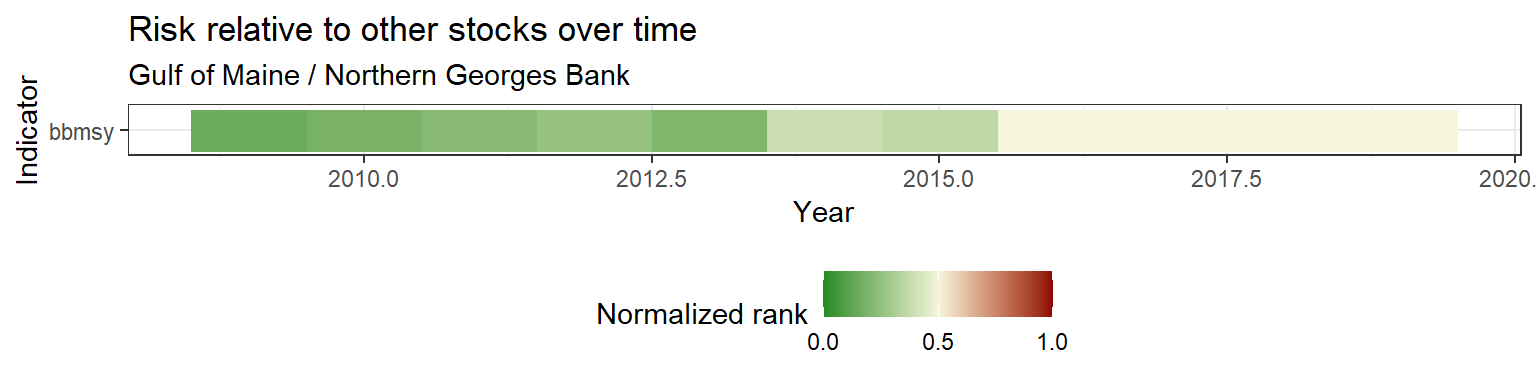 Risk relative to other stocks over time
Gulf of Maine / Northern Georges Bank
Indicator
bbmsy
2010.0 2012.5 2015.0 2017.5 2020.
Year
Normalized rank
0.0 0.5 1.0